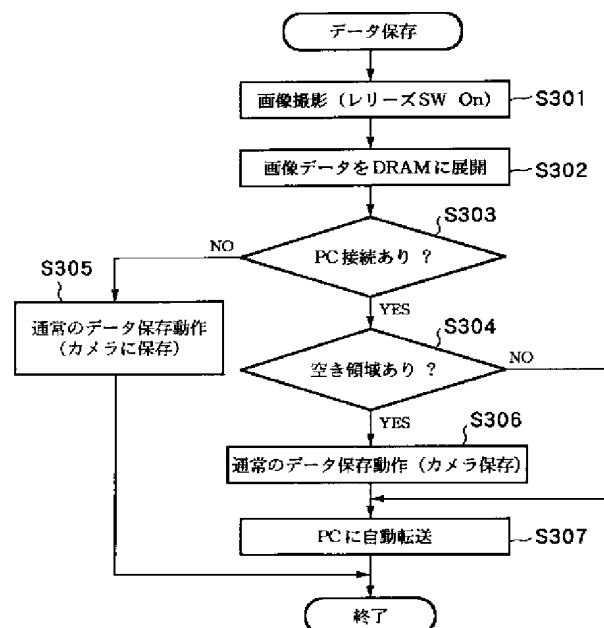 データ保存
画像撮影（レリーズSW On）
S301
画像データをDRAMに展開
S302
S303
PC接続あり ?
NO
YES
S305
通常のデータ保存動作
（カメラに保存）
S304
空き領域あり ?
NO
YES
S306
通常のデータ保存動作（カメラ保存）
PCに自動転送
S307
終了